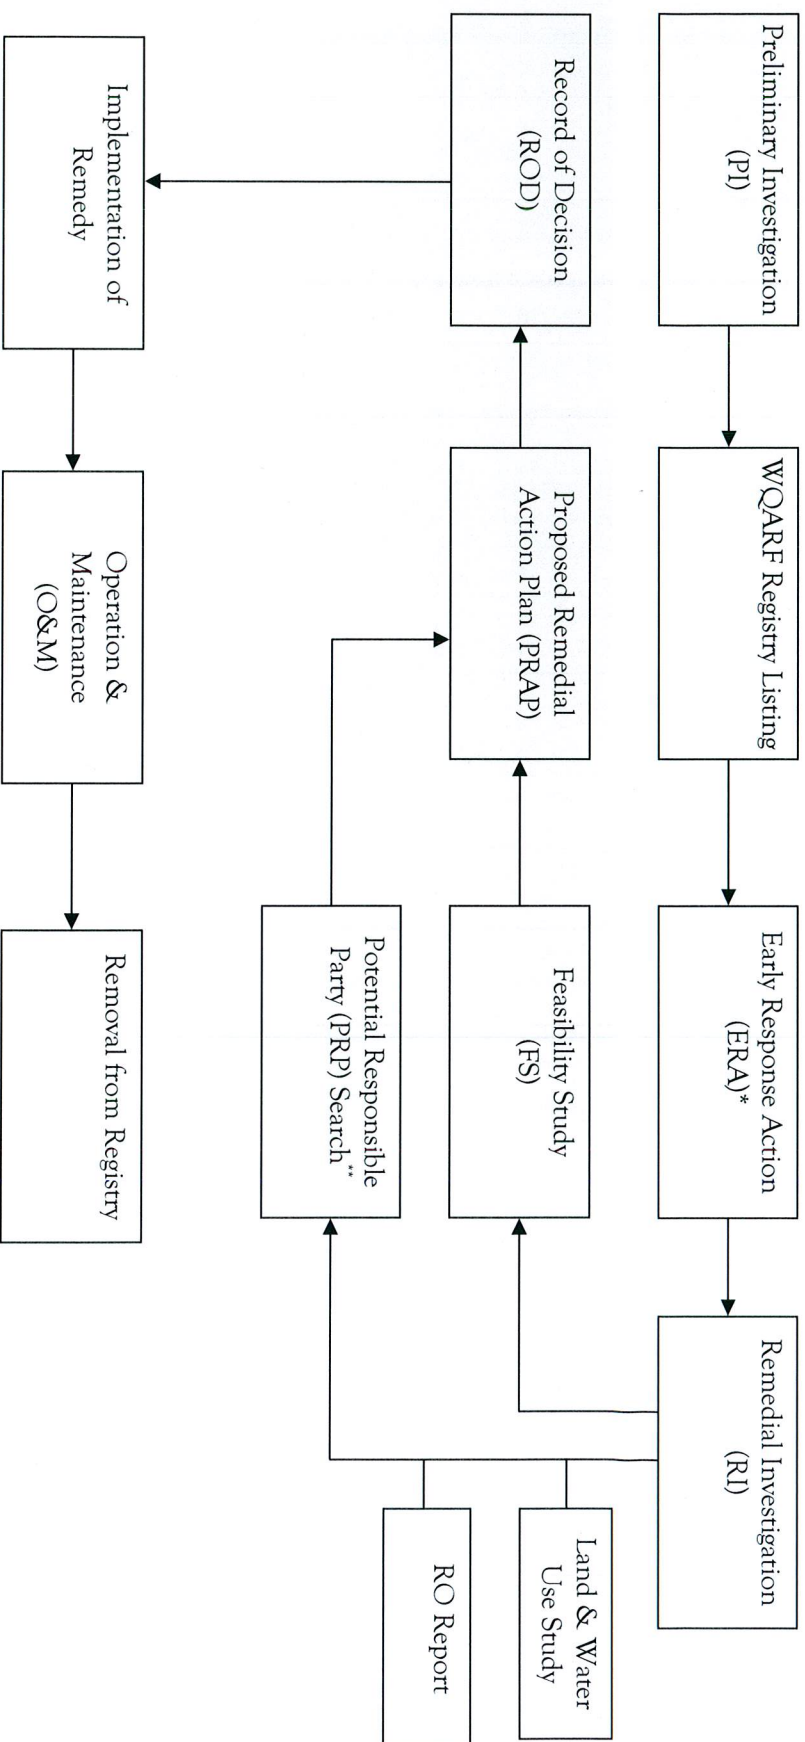 Preliminary Investigation
(PI)
WQARF Registry Listing
Early Response Action
(ERA)*
Remedial Investigation
(RI)
Record of Decision
(ROD)
Proposed Remedial
Action Plan (PRAP)
Feasibility Study
(FS)
Land & Water
Use Study
Potential Responsible
Party (PRP) Search**
RO Report
Implementation of
Remedy
Operation &
Maintenance
(O&M)
Removal from Registry